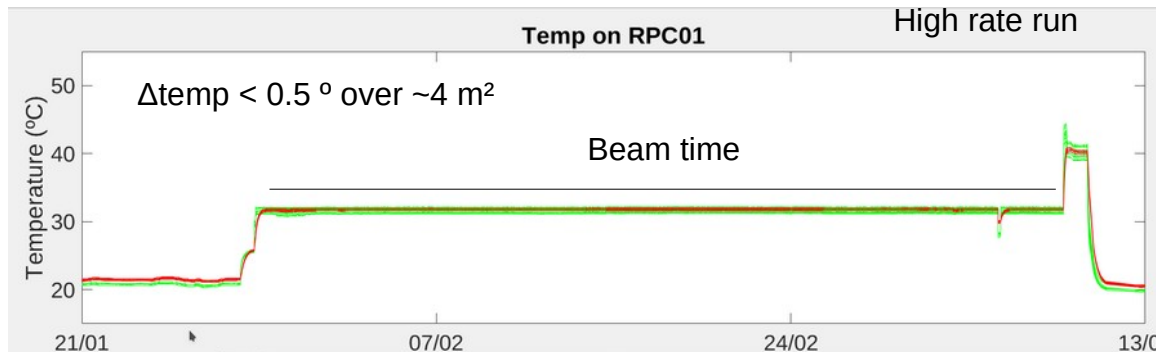 High rate run
Temp on RPC01
Δtemp < 0.5 º over ~4 m²
Beam time
Temperature (ºC)
50
40
30
20
21/01
07/02
24/02